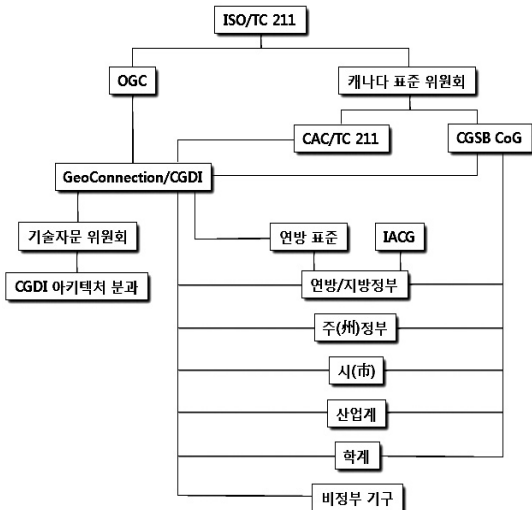 ISO/TC 211
OGC
캐나다 표준 위원회
CAC/TC 211
CGSB CoG
GeoConnection/CGDI
기술자문 위원회
연방 표준
IACG
CGDI 아키텍처 분과
연방/지방정부
주(州)정부
시(市)
산업계
학계
비정부 기구